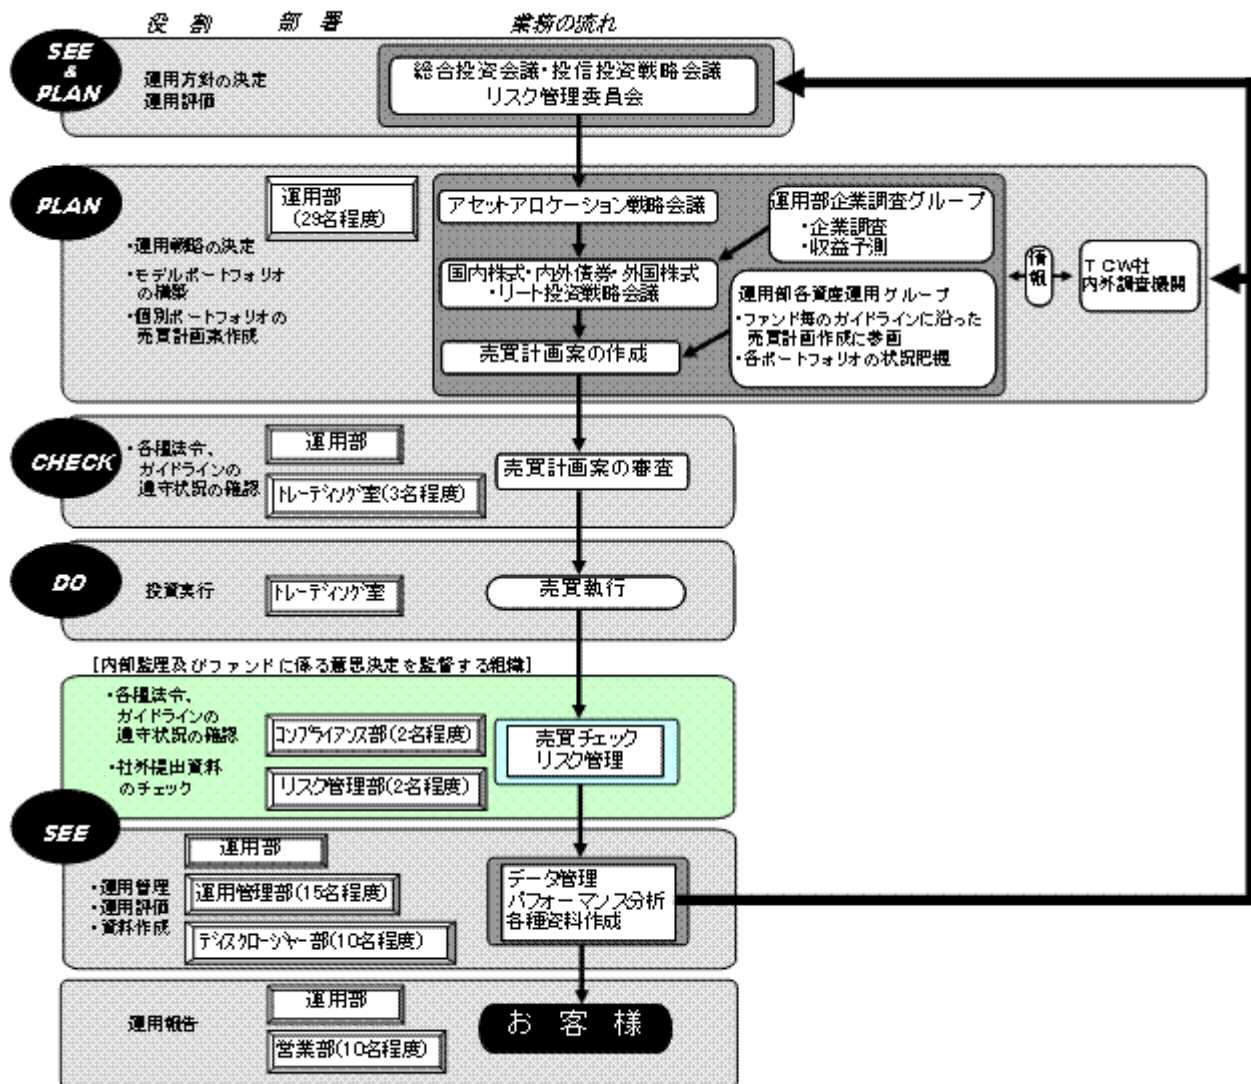 役 割 部 署 業務の流れ
SEE
&
PLAN
運用方針の決定
運用評価
総合投資会議・投信投資戦略会議
リスク管理委員会
PLAN
・運用戦略の決定
・モデルポートフォリオ
の構築
・個別ポートフォリオの
売買計画案作成
運用部
(29名程度)
アセットアロケーション戦略会議
国内株式・内外債券・外国株式
・リート投資戦略会議
売買計画案の作成
運用部企業調査グループ
・企業調査
・収益予測
運用部各資産運用グループ
・ファンド毎のガイドラインに沿った
売買計画作成に参画
・各ポートフォリオの状況把握
情報
TCW社
内外調査機関
CHECK
・各種法令、
ガイドラインの
遵守状況の確認
運用部
トレーディング室(3名程度)
売買計画案の審査
DO
投資実行
トレーディング室
売買執行
[内部監理及びファンドに係る意思決定を監督する組織]
・各種法令、
ガイドラインの
遵守状況の確認
・社外提出資料
のチェック
コンプライアンス部(2名程度)
リスク管理部(2名程度)
売買チェック
リスク管理
SEE
・運用管理
・運用評価
・資料作成
運用部
運用管理部(15名程度)
ディスクロージャー部(10名程度)
データ管理
パフォーマンス分析
各種資料作成
運用報告
運用部
営業部(10名程度)
お 客 様